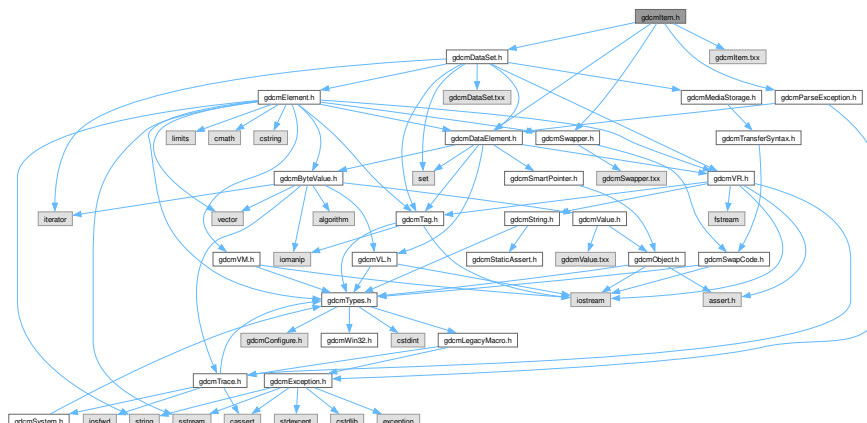 gdcmItem.h
gdcmDataSet.h
gdcmItem.txx
gdcmElement.h
gdcmDataSet.txx
gdcmMediaStorage.h
gdcmParseException.h
limits
cmath
cstring
gdcmDataElement.h
gdcmSwapper.h
gdcmTransferSyntax.h
gdcmByteValue.h
set
gdcmSmartPointer.h
gdcmSwapper.txx
gdcmVR.h
iterator
vector
algorithm
gdcmTag.h
gdcmString.h
gdcmValue.h
fstream
gdcmVM.h
iomanip
gdcmVL.h
gdcmStaticAssert.h
gdcmValue.txx
gdcmObject.h
gdcmSwapCode.h
gdcmTypes.h
iostream
assert.h
gdcmConfigure.h
gdcmWin32.h
cstdint
gdcmLegacyMacro.h
gdcmTrace.h
gdcmException.h
gdcmSystem.h
iosfwd
string
sstream
cassert
stdexcept
cstdlib
exception